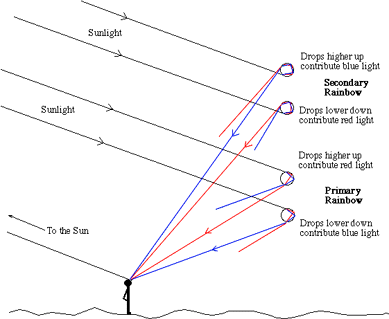 Sunlight
Drops higher up
contribute blue light
Secondary
Rainbow
Sunlight
Drops lower down
contribute red light
Drops higher up
contribute red light
Primary
Rainbow
To the Sun
Drops lower down
contribute blue light